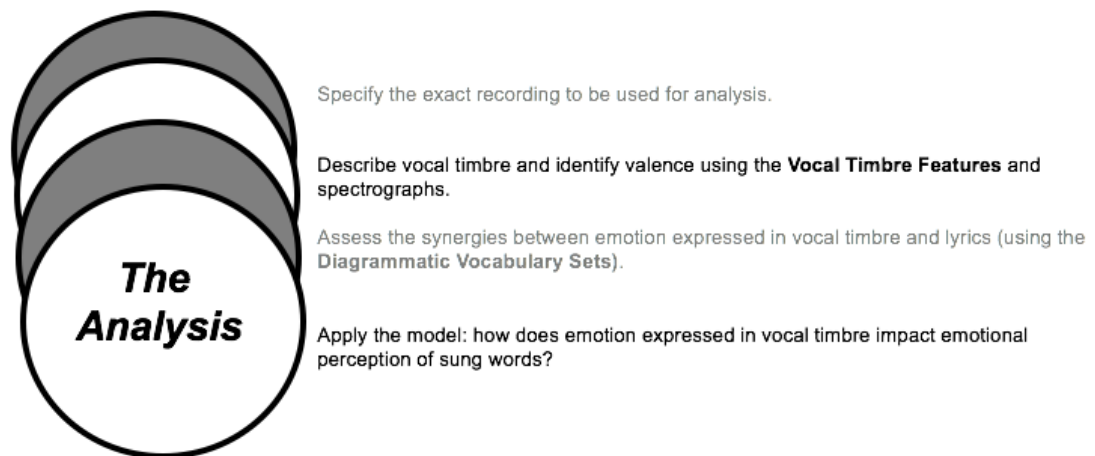 Specify the exact recording to be used for analysis.
Describe vocal timbre and identify valence using the Vocal Timbre Features and
spectrographs.
Assess the synergies between emotion expressed in vocal timbre and lyrics (using the
Diagrammatic Vocabulary Sets).
The
Analysis
Apply the model: how does emotion expressed in vocal timbre impact emotional
perception of sung words?